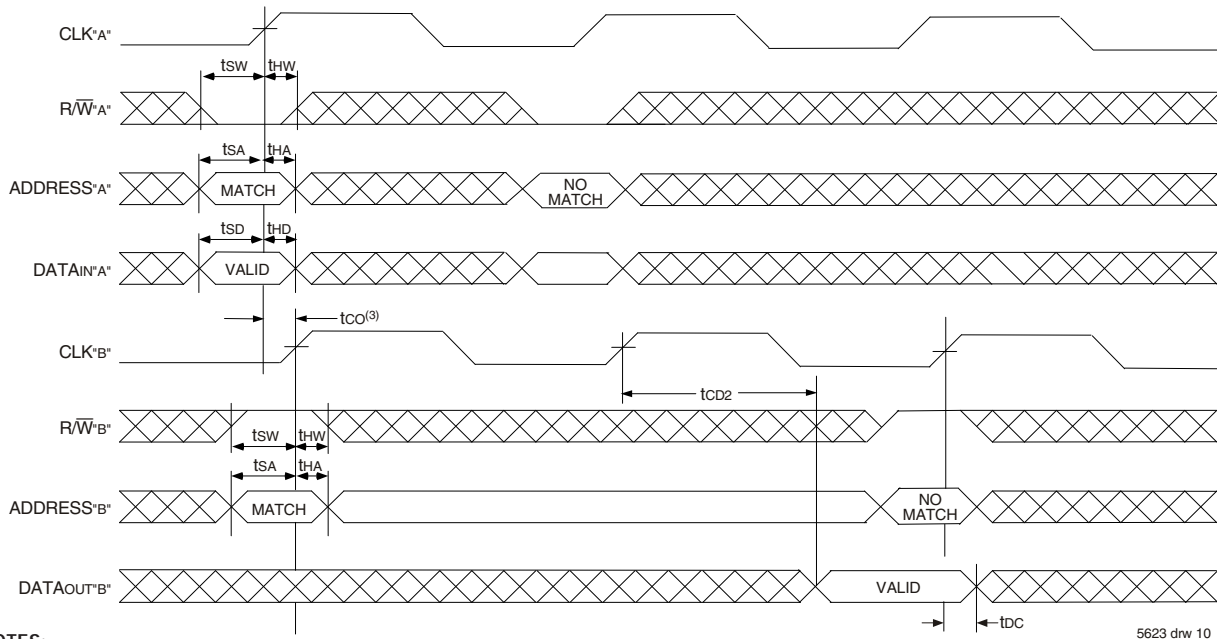 CLK"A"
tSW tHW
R/W̅"A"
tSA tHA
ADDRESS"A" MATCH NO MATCH
tSD tHD
DATAIN"A" VALID
tCO(3)
CLK"B"
tCD2
R/W̅"B"
tSW tHW
tSA tHA
ADDRESS"B" MATCH NO MATCH
DATAOUT"B" VALID
tDC
5623 drw 10